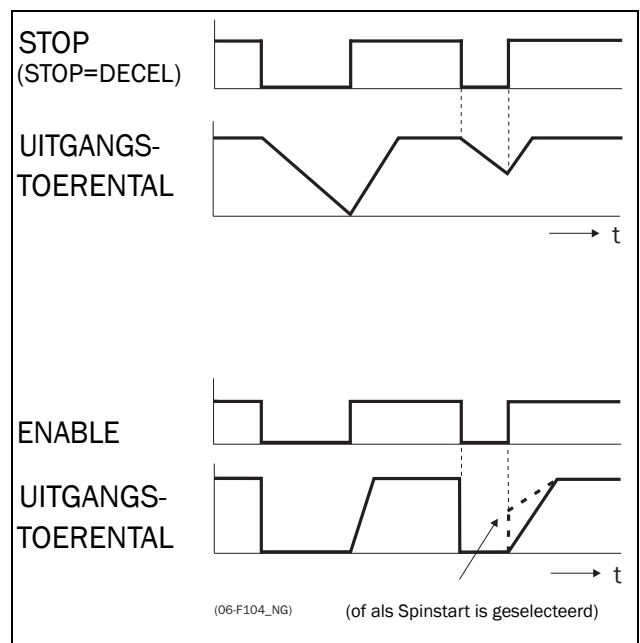 STOP
(STOP=DECEL)
UITGANGS-
TOERENTAL
t
ENABLE
UITGANGS-
TOERENTAL
t
(06-F104_NG)
(of als Spinstart is geselecteerd)